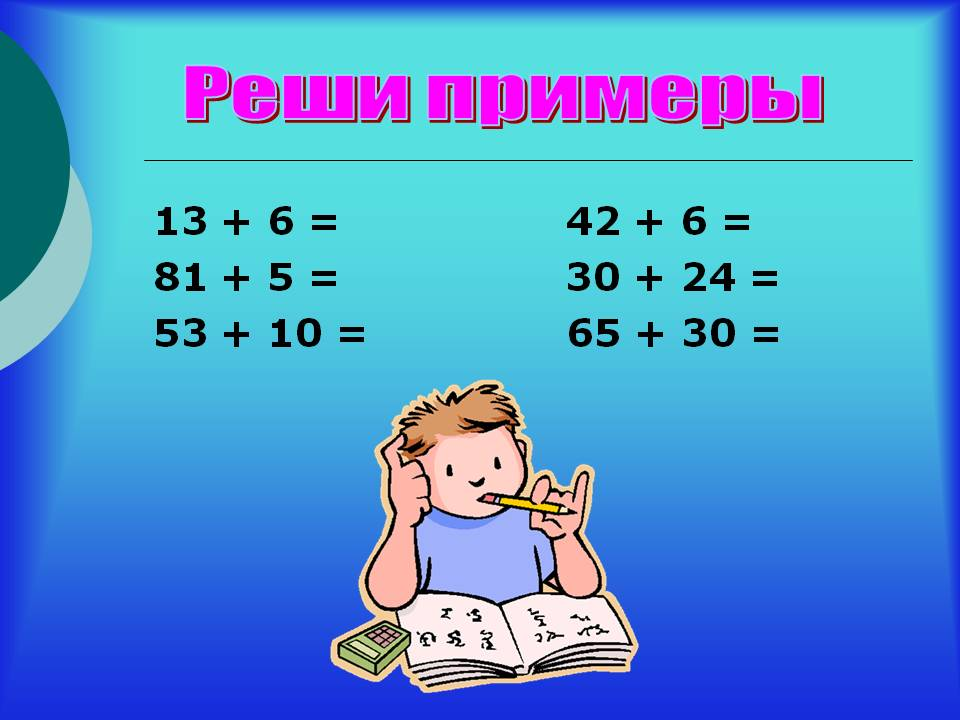 Реши примеры
13 + 6 =
81 + 5 =
53 + 10 =
42 + 6 =
30 + 24 =
65 + 30 =